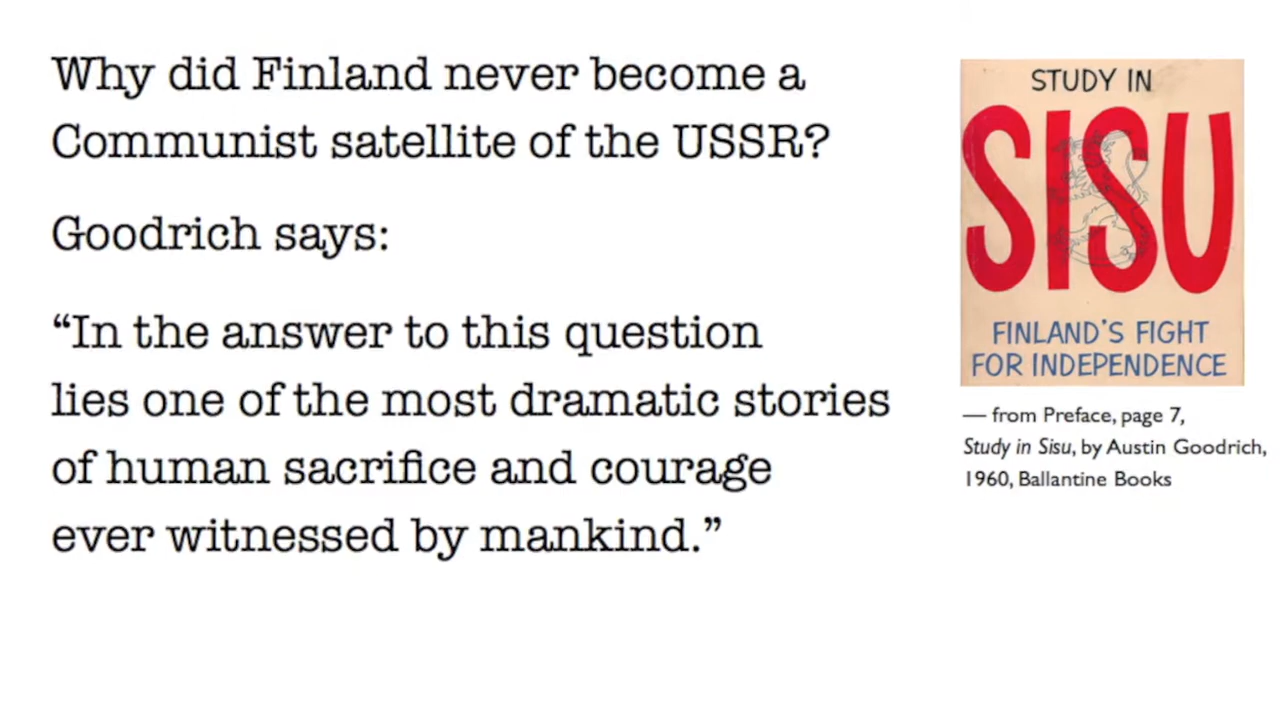 Why did Finland never become a
Communist satellite of the USSR?
Goodrich says:
“In the answer to this question
lies one of the most dramatic stories
of human sacrifice and courage
ever witnessed by mankind.”
STUDY IN
SISU
FINLAND'S FIGHT
FOR INDEPENDENCE
— from Preface, page 7,
Study in Sisu, by Austin Goodrich,
1960, Ballantine Books